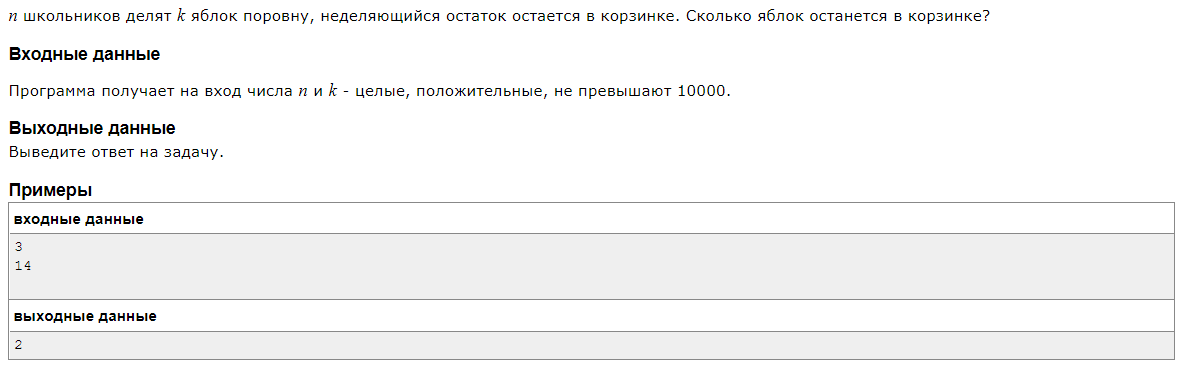 n школьников делят k яблок поровну, неделяющийся остаток остается в корзинке. Сколько яблок останется в корзинке?
Входные данные
Программа получает на вход числа n и k - целые, положительные, не превышают 10000.
Выходные данные
Выведите ответ на задачу.
Примеры
входные данные
3
14
выходные данные
2